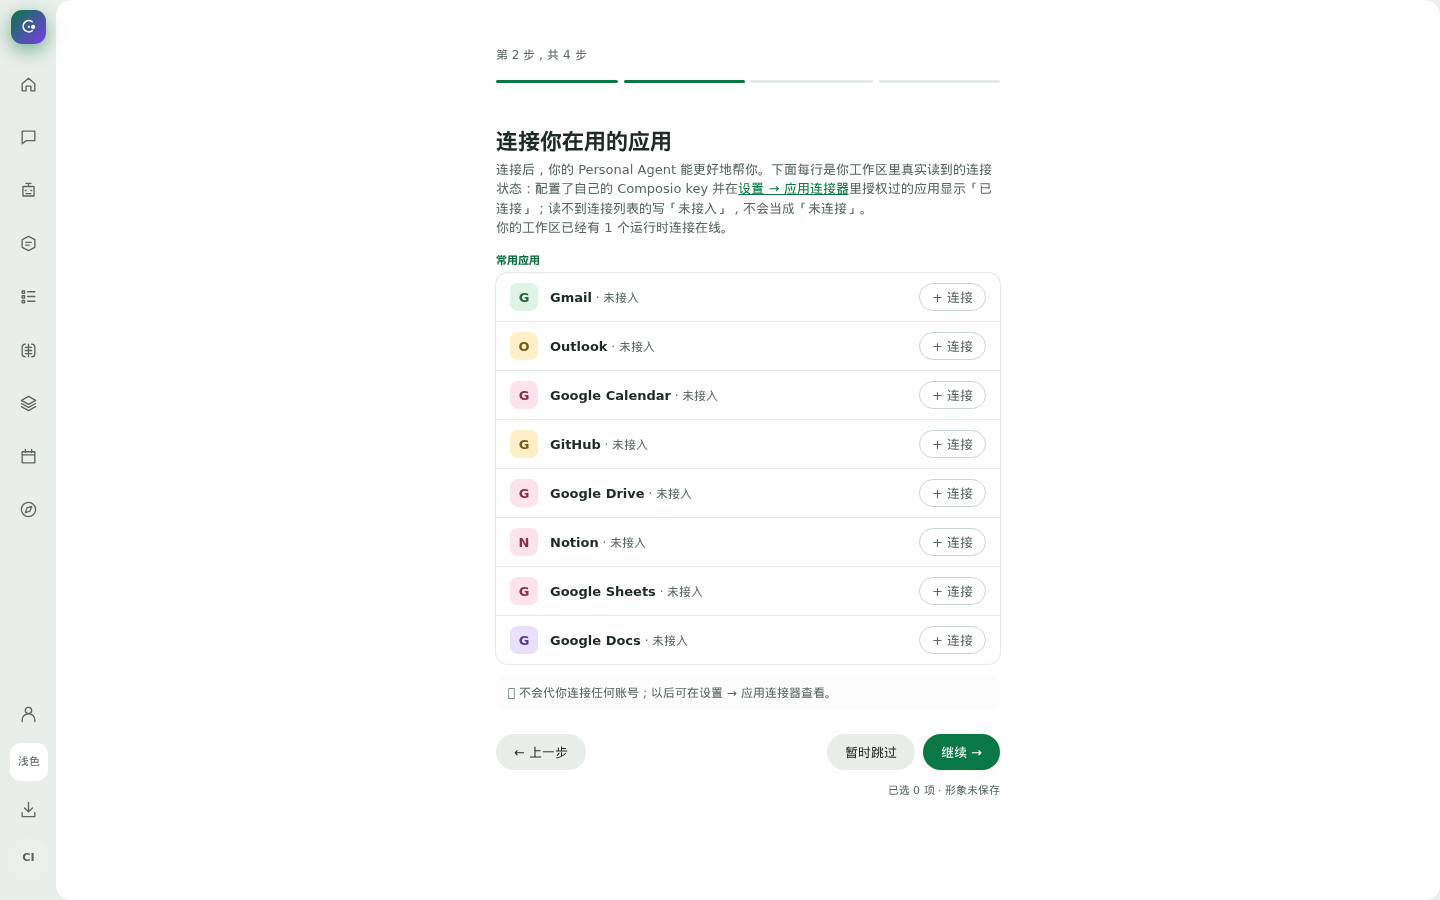 第 2 步，共 4 步
连接你在用的应用
连接后，你的 Personal Agent 能更好地帮你。下面每行是你工作区里真实读到的连接
状态：配置了自己的 Composio key 并在设置 → 应用连接器里授权过的应用显示「已
连接」；读不到连接列表的写「未接入」，不会当成「未连接」。
你的工作区已经有 1 个运行时连接在线。
常用应用
G Gmail · 未接入 + 连接
O Outlook · 未接入 + 连接
G Google Calendar · 未接入 + 连接
G GitHub · 未接入 + 连接
G Google Drive · 未接入 + 连接
N Notion · 未接入 + 连接
G Google Sheets · 未接入 + 连接
G Google Docs · 未接入 + 连接
不会代你连接任何账号；以后可在设置 → 应用连接器查看。
← 上一步 暂时跳过 继续 →
已选 0 项 · 形象未保存
浅色
CI